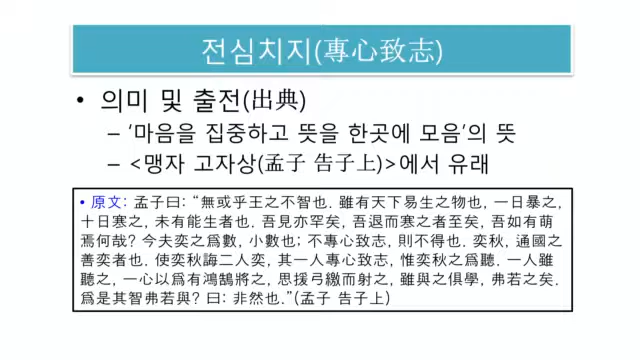 전심치지(專心致志)
• 의미 및 출전(出典)
– ‘마음을 집중하고 뜻을 한곳에 모음’의 뜻
– <맹자 고자상(孟子 告子上)>에서 유래
• 原文: 孟子曰: “無或乎王之不智也. 雖有天下易生之物也, 一日暴之,
十日寒之, 未有能生者也. 吾見亦罕矣, 吾退而寒之者至矣, 吾如有萌
焉何哉? 今夫奕之爲數, 小數也; 不專心致志, 則不得也. 奕秋, 通國之
善奕者也. 使奕秋誨二人奕, 其一人專心致志, 惟奕秋之爲聽. 一人雖
聽之, 一心以爲有鴻鵠將之, 思援弓繳而射之, 雖與之俱學, 弗若之矣.
爲是其智弗若與? 曰: 非然也.”(孟子 告子上)